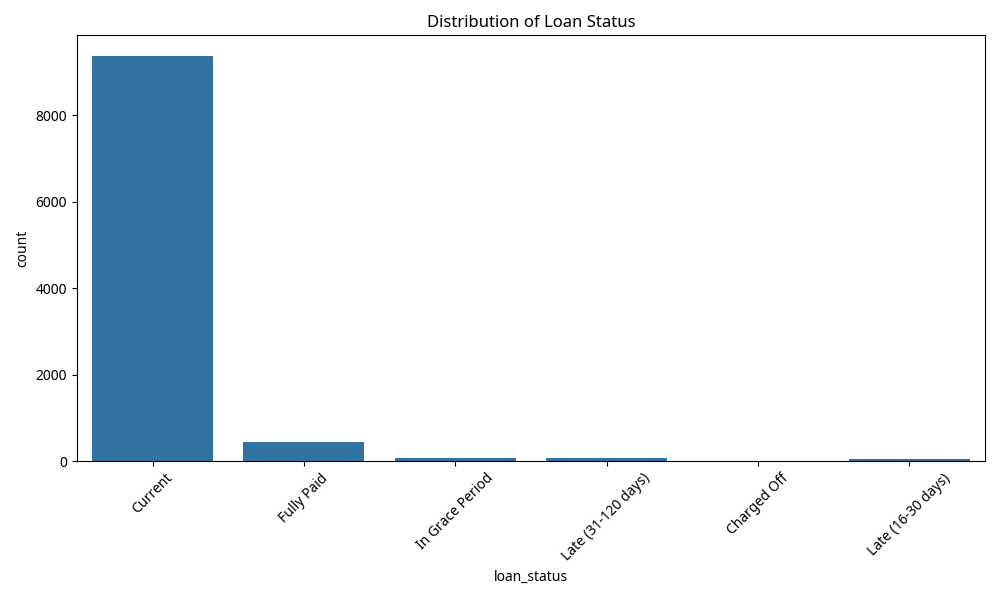 Distribution of Loan Status
count
8000
6000
4000
2000
0
Current
Fully Paid
In Grace Period
Late (31-120 days)
Charged Off
Late (16-30 days)
loan_status